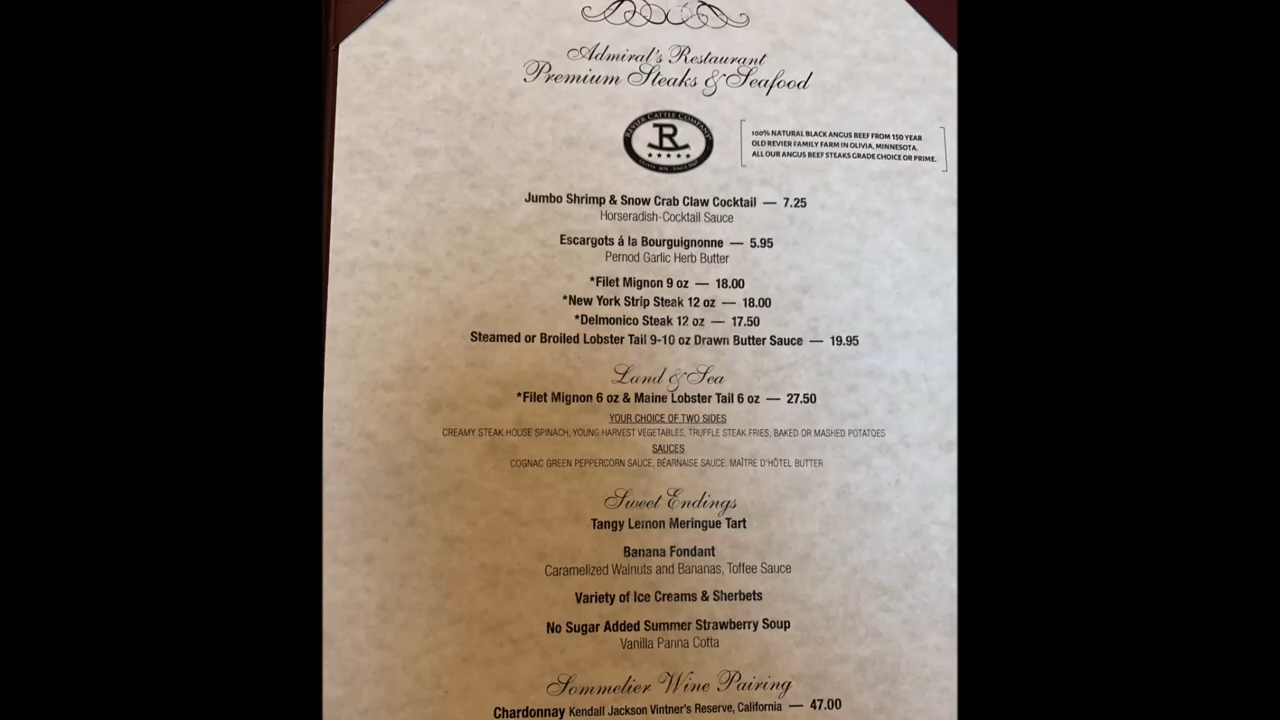 Admiral's Restaurant
Premium Steaks & Seafood
REVIER CATTLE COMPANY
R
100% NATURAL BLACK ANGUS BEEF FROM 150 YEAR
OLD REVIER FAMILY FARM IN OLIVIA, MINNESOTA.
ALL OUR ANGUS BEEF STEAKS GRADE CHOICE OR PRIME.
Jumbo Shrimp & Snow Crab Claw Cocktail — 7.25
Horseradish-Cocktail Sauce
Escargots á la Bourguignonne — 5.95
Pernod Garlic Herb Butter
*Filet Mignon 9 oz — 18.00
*New York Strip Steak 12 oz — 18.00
*Delmonico Steak 12 oz — 17.50
Steamed or Broiled Lobster Tail 9-10 oz Drawn Butter Sauce — 19.95
Land & Sea
*Filet Mignon 6 oz & Maine Lobster Tail 6 oz — 27.50
YOUR CHOICE OF TWO SIDES
CREAMY STEAK HOUSE SPINACH, YOUNG HARVEST VEGETABLES, TRUFFLE STEAK FRIES, BAKED OR MASHED POTATOES
SAUCES
COGNAC GREEN PEPPERCORN SAUCE, BÉARNAISE SAUCE, MAÎTRE D'HÔTEL BUTTER
Sweet Endings
Tangy Lemon Meringue Tart
Banana Fondant
Caramelized Walnuts and Bananas, Toffee Sauce
Variety of Ice Creams & Sherbets
No Sugar Added Summer Strawberry Soup
Vanilla Panna Cotta
Sommelier Wine Pairing
Chardonnay Kendall Jackson Vintner's Reserve, California — 47.00